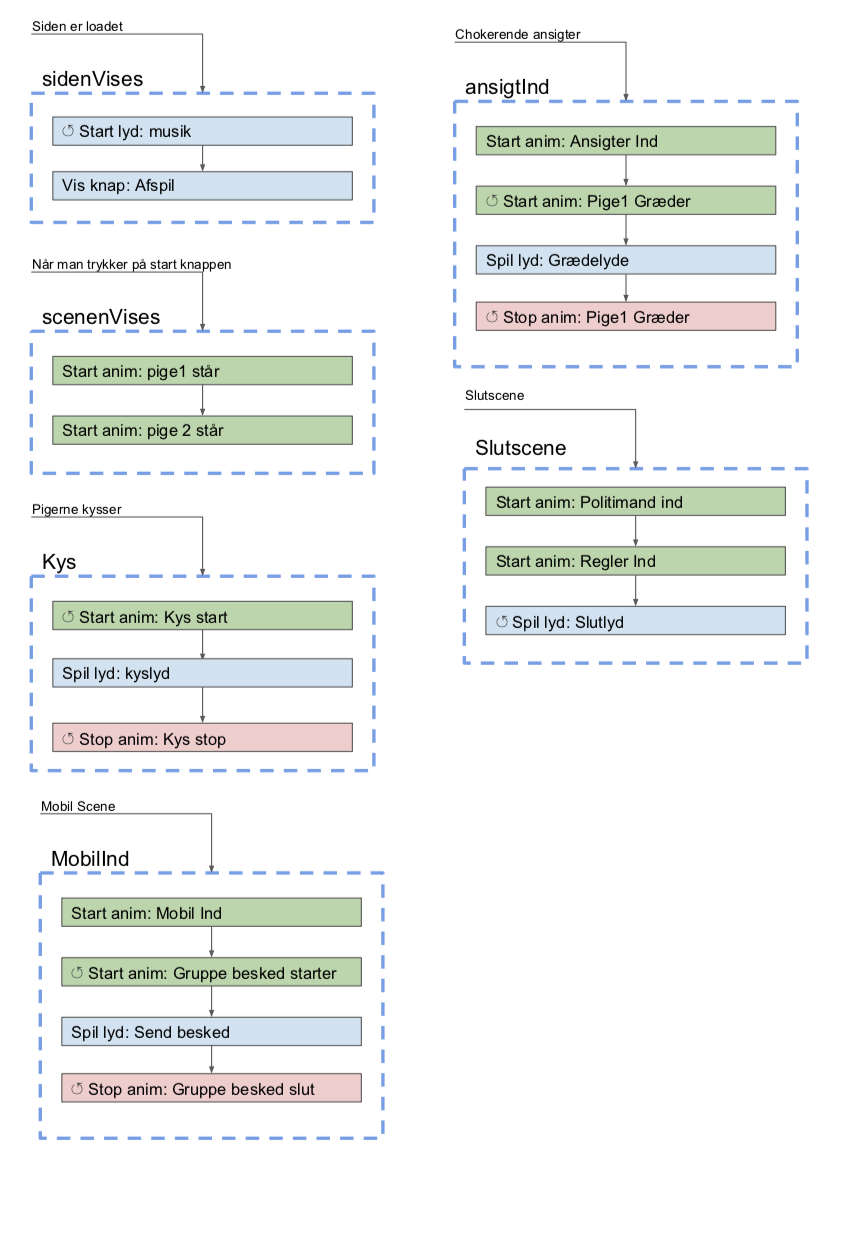 Siden er loadet
sidenVises
↺ Start lyd: musik
Vis knap: Afspil
Når man trykker på start knappen
scenenVises
Start anim: pige1 står
Start anim: pige 2 står
Pigerne kysser
Kys
↺ Start anim: Kys start
Spil lyd: kyslyd
↺ Stop anim: Kys stop
Mobil Scene
MobilInd
Start anim: Mobil Ind
↺ Start anim: Gruppe besked starter
Spil lyd: Send besked
↺ Stop anim: Gruppe besked slut
Chokerende ansigter
ansigtInd
Start anim: Ansigter Ind
↺ Start anim: Pige1 Græder
Spil lyd: Grædelyde
↺ Stop anim: Pige1 Græder
Slutscene
Slutscene
Start anim: Politimand ind
Start anim: Regler Ind
↺ Spil lyd: Slutlyd